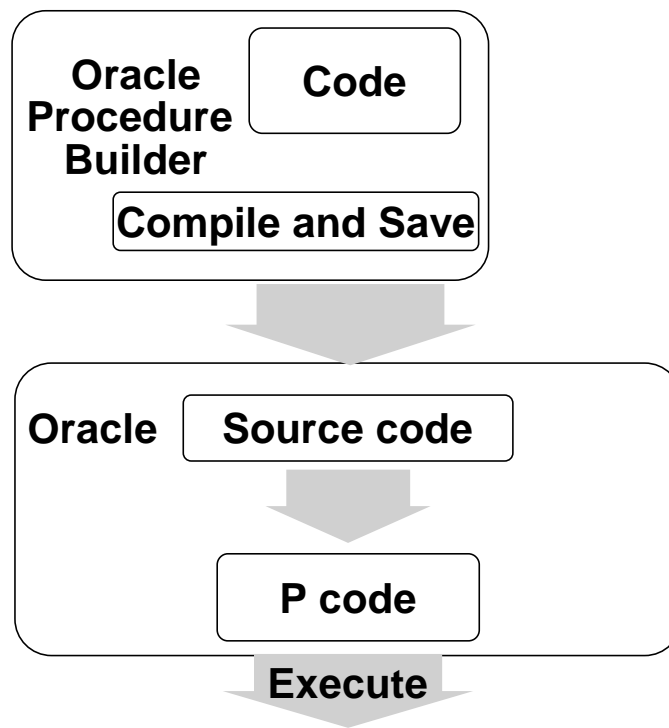 Oracle
Procedure
Builder
Code
Compile and Save
Oracle
Source code
P code
Execute